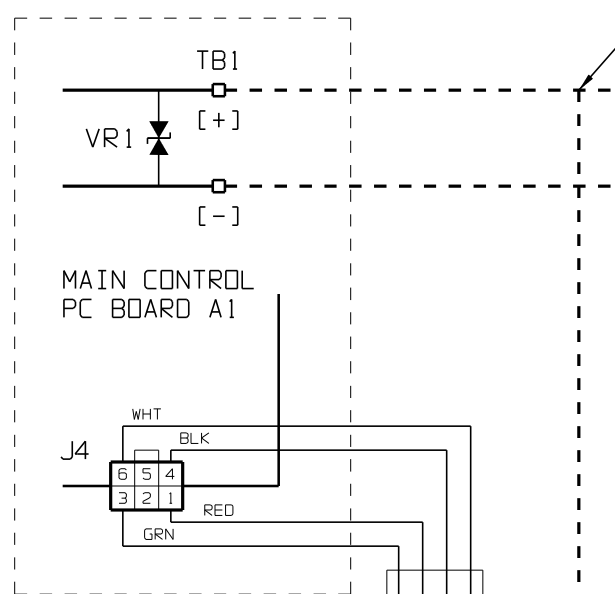 TB1
[+]
VR1
[-]
MAIN CONTROL
PC BOARD A1
WHT
BLK
J4
6 5 4
3 2 1
RED
GRN